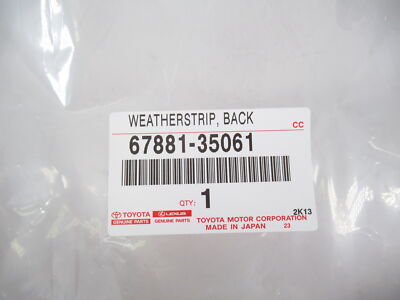 WEATHERSTRIP, BACK
CC
67881-35061
QTY: 1
2K13
TOYOTA LEXUS TOYOTA MOTOR CORPORATION
GENUINE PARTS GENUINE PARTS MADE IN JAPAN 23